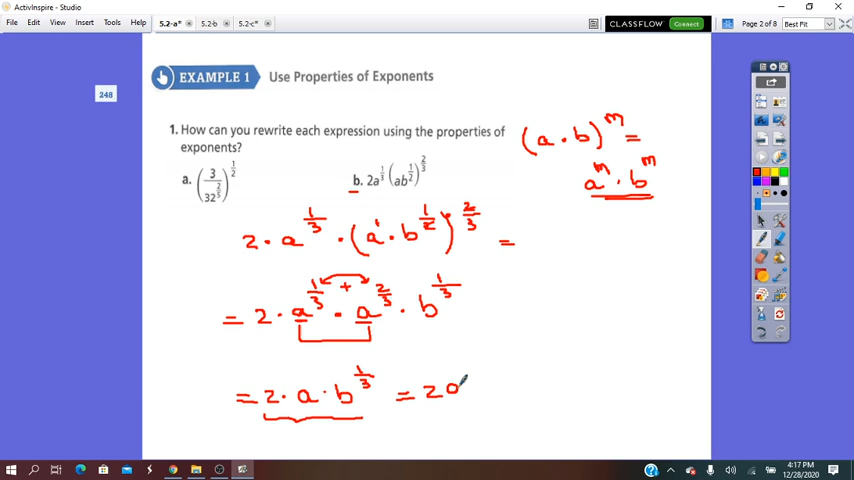 ActivInspire - Studio
File Edit View Insert Tools Help
5.2-a* 5.2-b 5.2-c*
CLASSFLOW Connect
Page 2 of 8 Best Fit
248
EXAMPLE 1 Use Properties of Exponents
1. How can you rewrite each expression using the properties of
exponents?
a. (3/32^(2/5))^(1/2) b. 2a^(1/3)(ab^(1/2))^(2/3)
(a · b)^m =
a^m · b^m
2 · a^(1/3) · (a^1 · b^(1/2))^(2/3) =
= 2 · a^(1/3) · a^(2/3) · b^(1/3)
+
= 2 · a · b^(1/3) = 2a
4:17 PM
12/28/2020